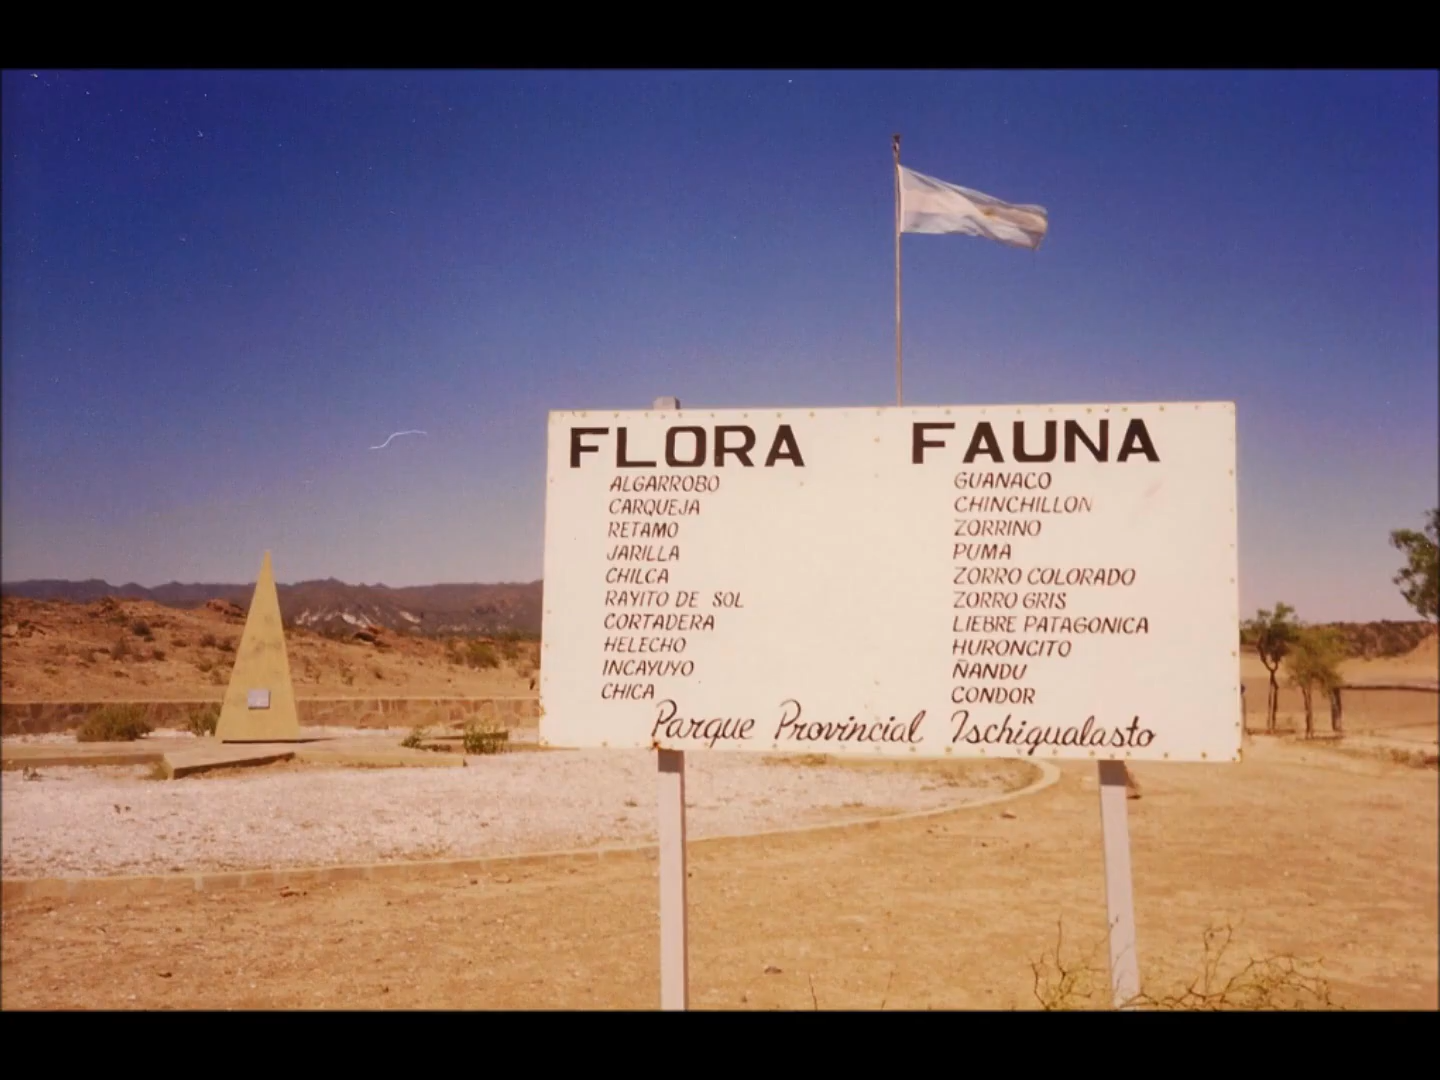 FLORA
ALGARROBO
CARQUEJA
RETAMO
JARILLA
CHILCA
RAYITO DE SOL
CORTADERA
HELECHO
INCAYUYO
CHICA
FAUNA
GUANACO
CHINCHILLON
ZORRINO
PUMA
ZORRO COLORADO
ZORRO GRIS
LIEBRE PATAGONICA
HURONCITO
ÑANDU
CONDOR
Parque Provincial Ischigualasto